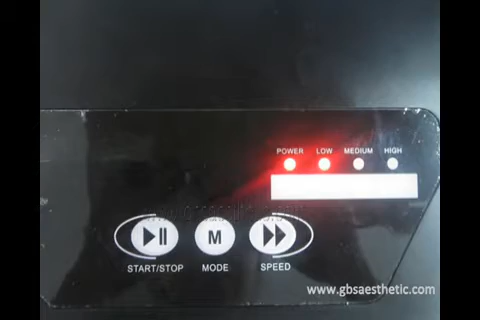 POWER LOW MEDIUM HIGH
M
START/STOP MODE SPEED
www.gbsaesthetic.com